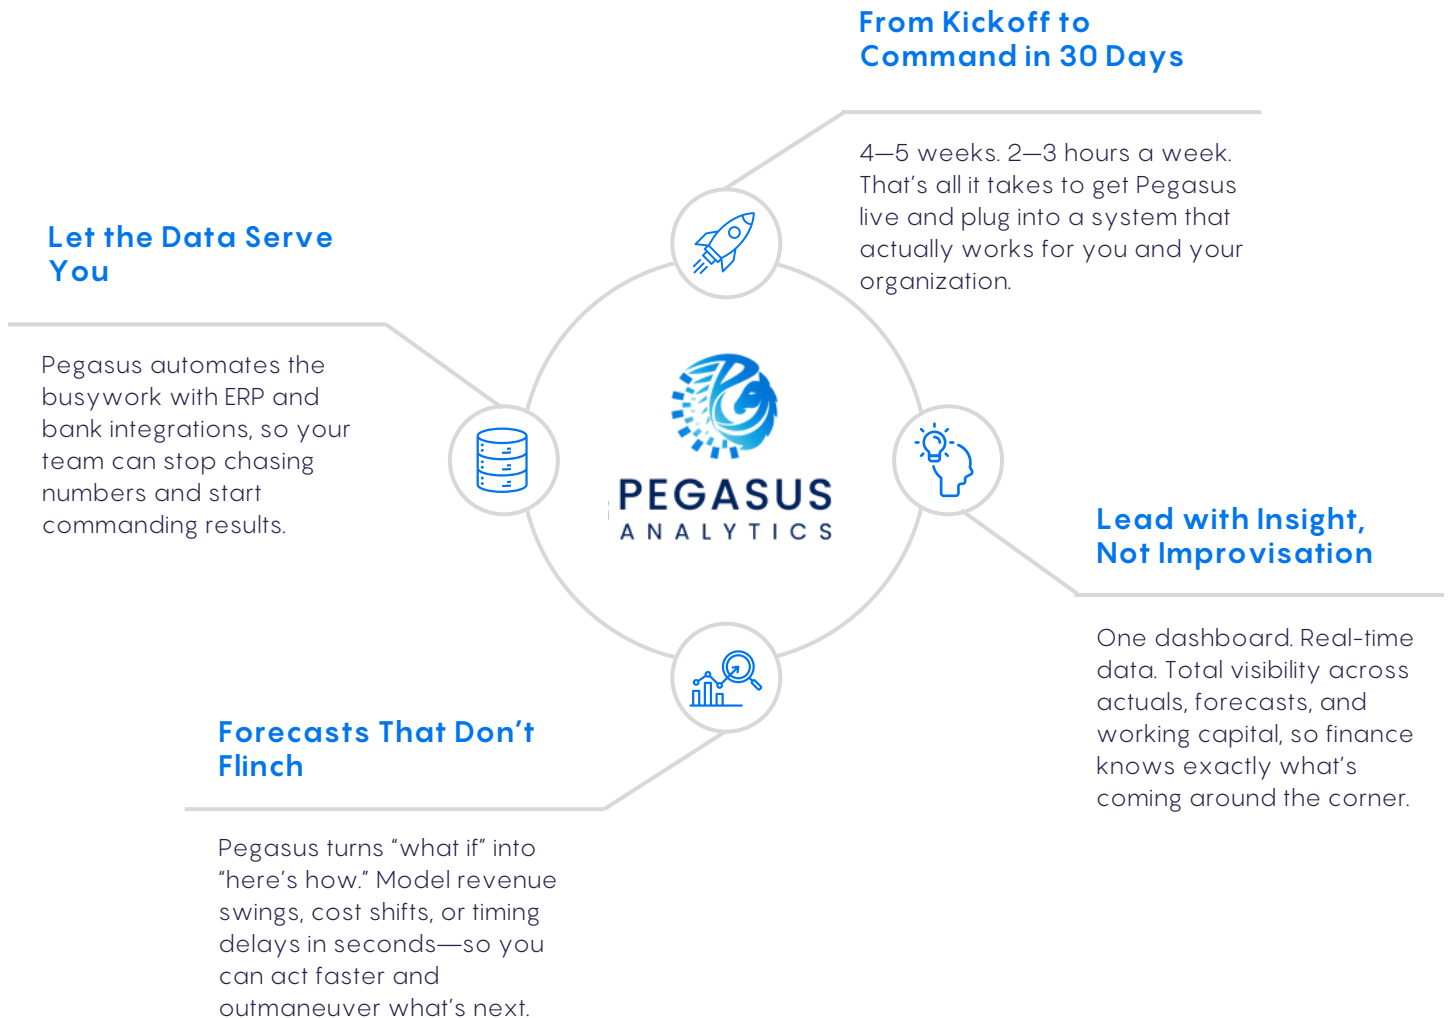 From Kickoff to
Command in 30 Days
4—5 weeks. 2—3 hours a week.
That's all it takes to get Pegasus
live and plug into a system that
actually works for you and your
organization.
Let the Data Serve
You
Pegasus automates the
busywork with ERP and
bank integrations, so your
team can stop chasing
numbers and start
commanding results.
PEGASUS
ANALYTICS
Lead with Insight,
Not Improvisation
One dashboard. Real-time
data. Total visibility across
actuals, forecasts, and
working capital, so finance
knows exactly what's
coming around the corner.
Forecasts That Don't
Flinch
Pegasus turns "what if" into
"here's how." Model revenue
swings, cost shifts, or timing
delays in seconds—so you
can act faster and
outmaneuver what's next.